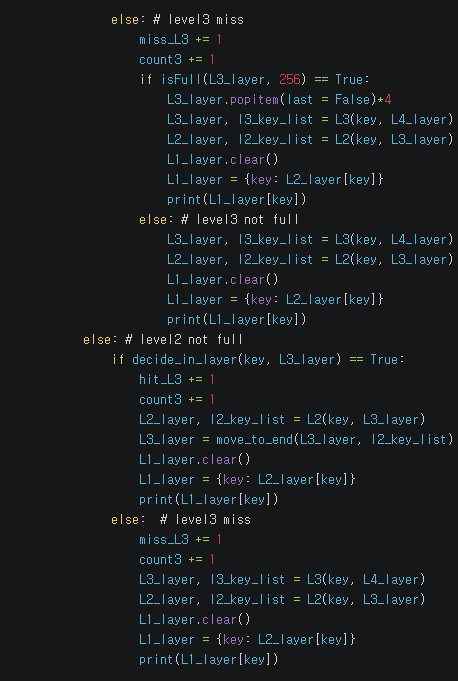 else: # level3 miss
miss_L3 += 1
count3 += 1
if isFull(L3_layer, 256) == True:
L3_layer.popitem(last = False)*4
L3_layer, l3_key_list = L3(key, L4_layer)
L2_layer, l2_key_list = L2(key, L3_layer)
L1_layer.clear()
L1_layer = {key: L2_layer[key]}
print(L1_layer[key])
else: # level3 not full
L3_layer, l3_key_list = L3(key, L4_layer)
L2_layer, l2_key_list = L2(key, L3_layer)
L1_layer.clear()
L1_layer = {key: L2_layer[key]}
print(L1_layer[key])
else: # level2 not full
if decide_in_layer(key, L3_layer) == True:
hit_L3 += 1
count3 += 1
L2_layer, l2_key_list = L2(key, L3_layer)
L3_layer = move_to_end(L3_layer, l2_key_list)
L1_layer.clear()
L1_layer = {key: L2_layer[key]}
print(L1_layer[key])
else:  # level3 miss
miss_L3 += 1
count3 += 1
L3_layer, l3_key_list = L3(key, L4_layer)
L2_layer, l2_key_list = L2(key, L3_layer)
L1_layer.clear()
L1_layer = {key: L2_layer[key]}
print(L1_layer[key])